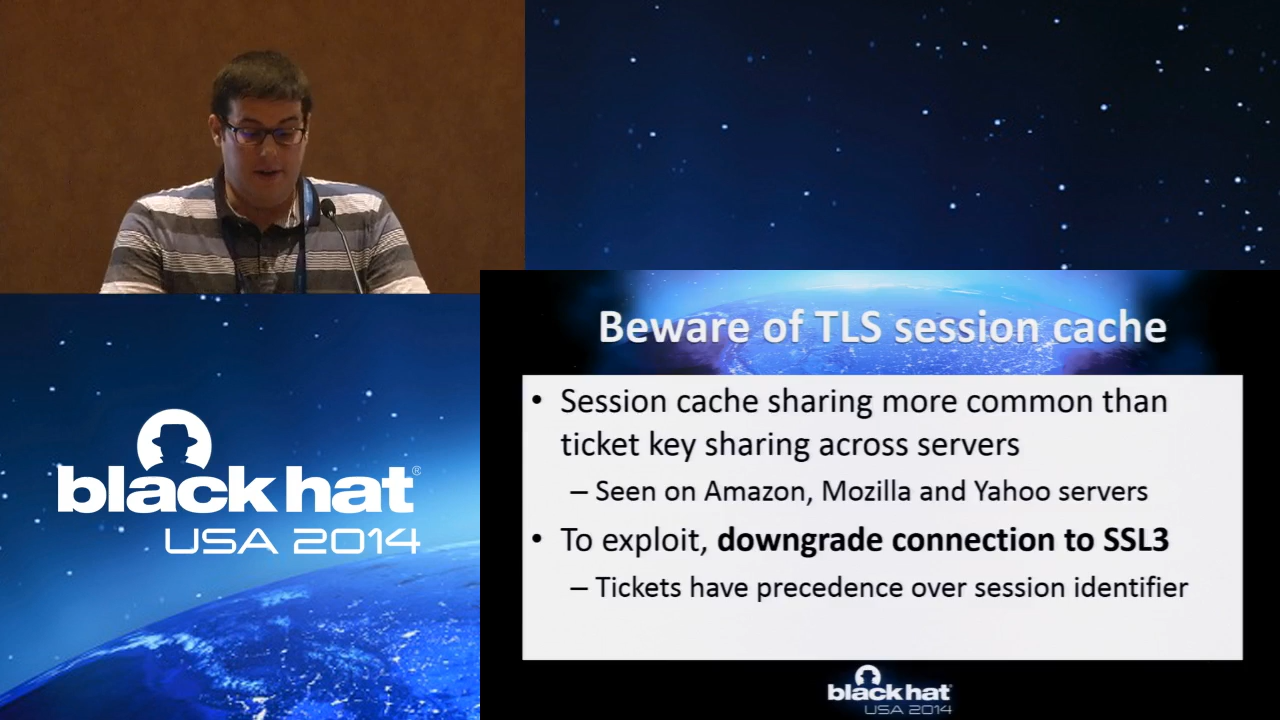 black hat®
USA 2014
Beware of TLS session cache
• Session cache sharing more common than
ticket key sharing across servers
– Seen on Amazon, Mozilla and Yahoo servers
• To exploit, downgrade connection to SSL3
– Tickets have precedence over session identifier
black hat®
USA 2014